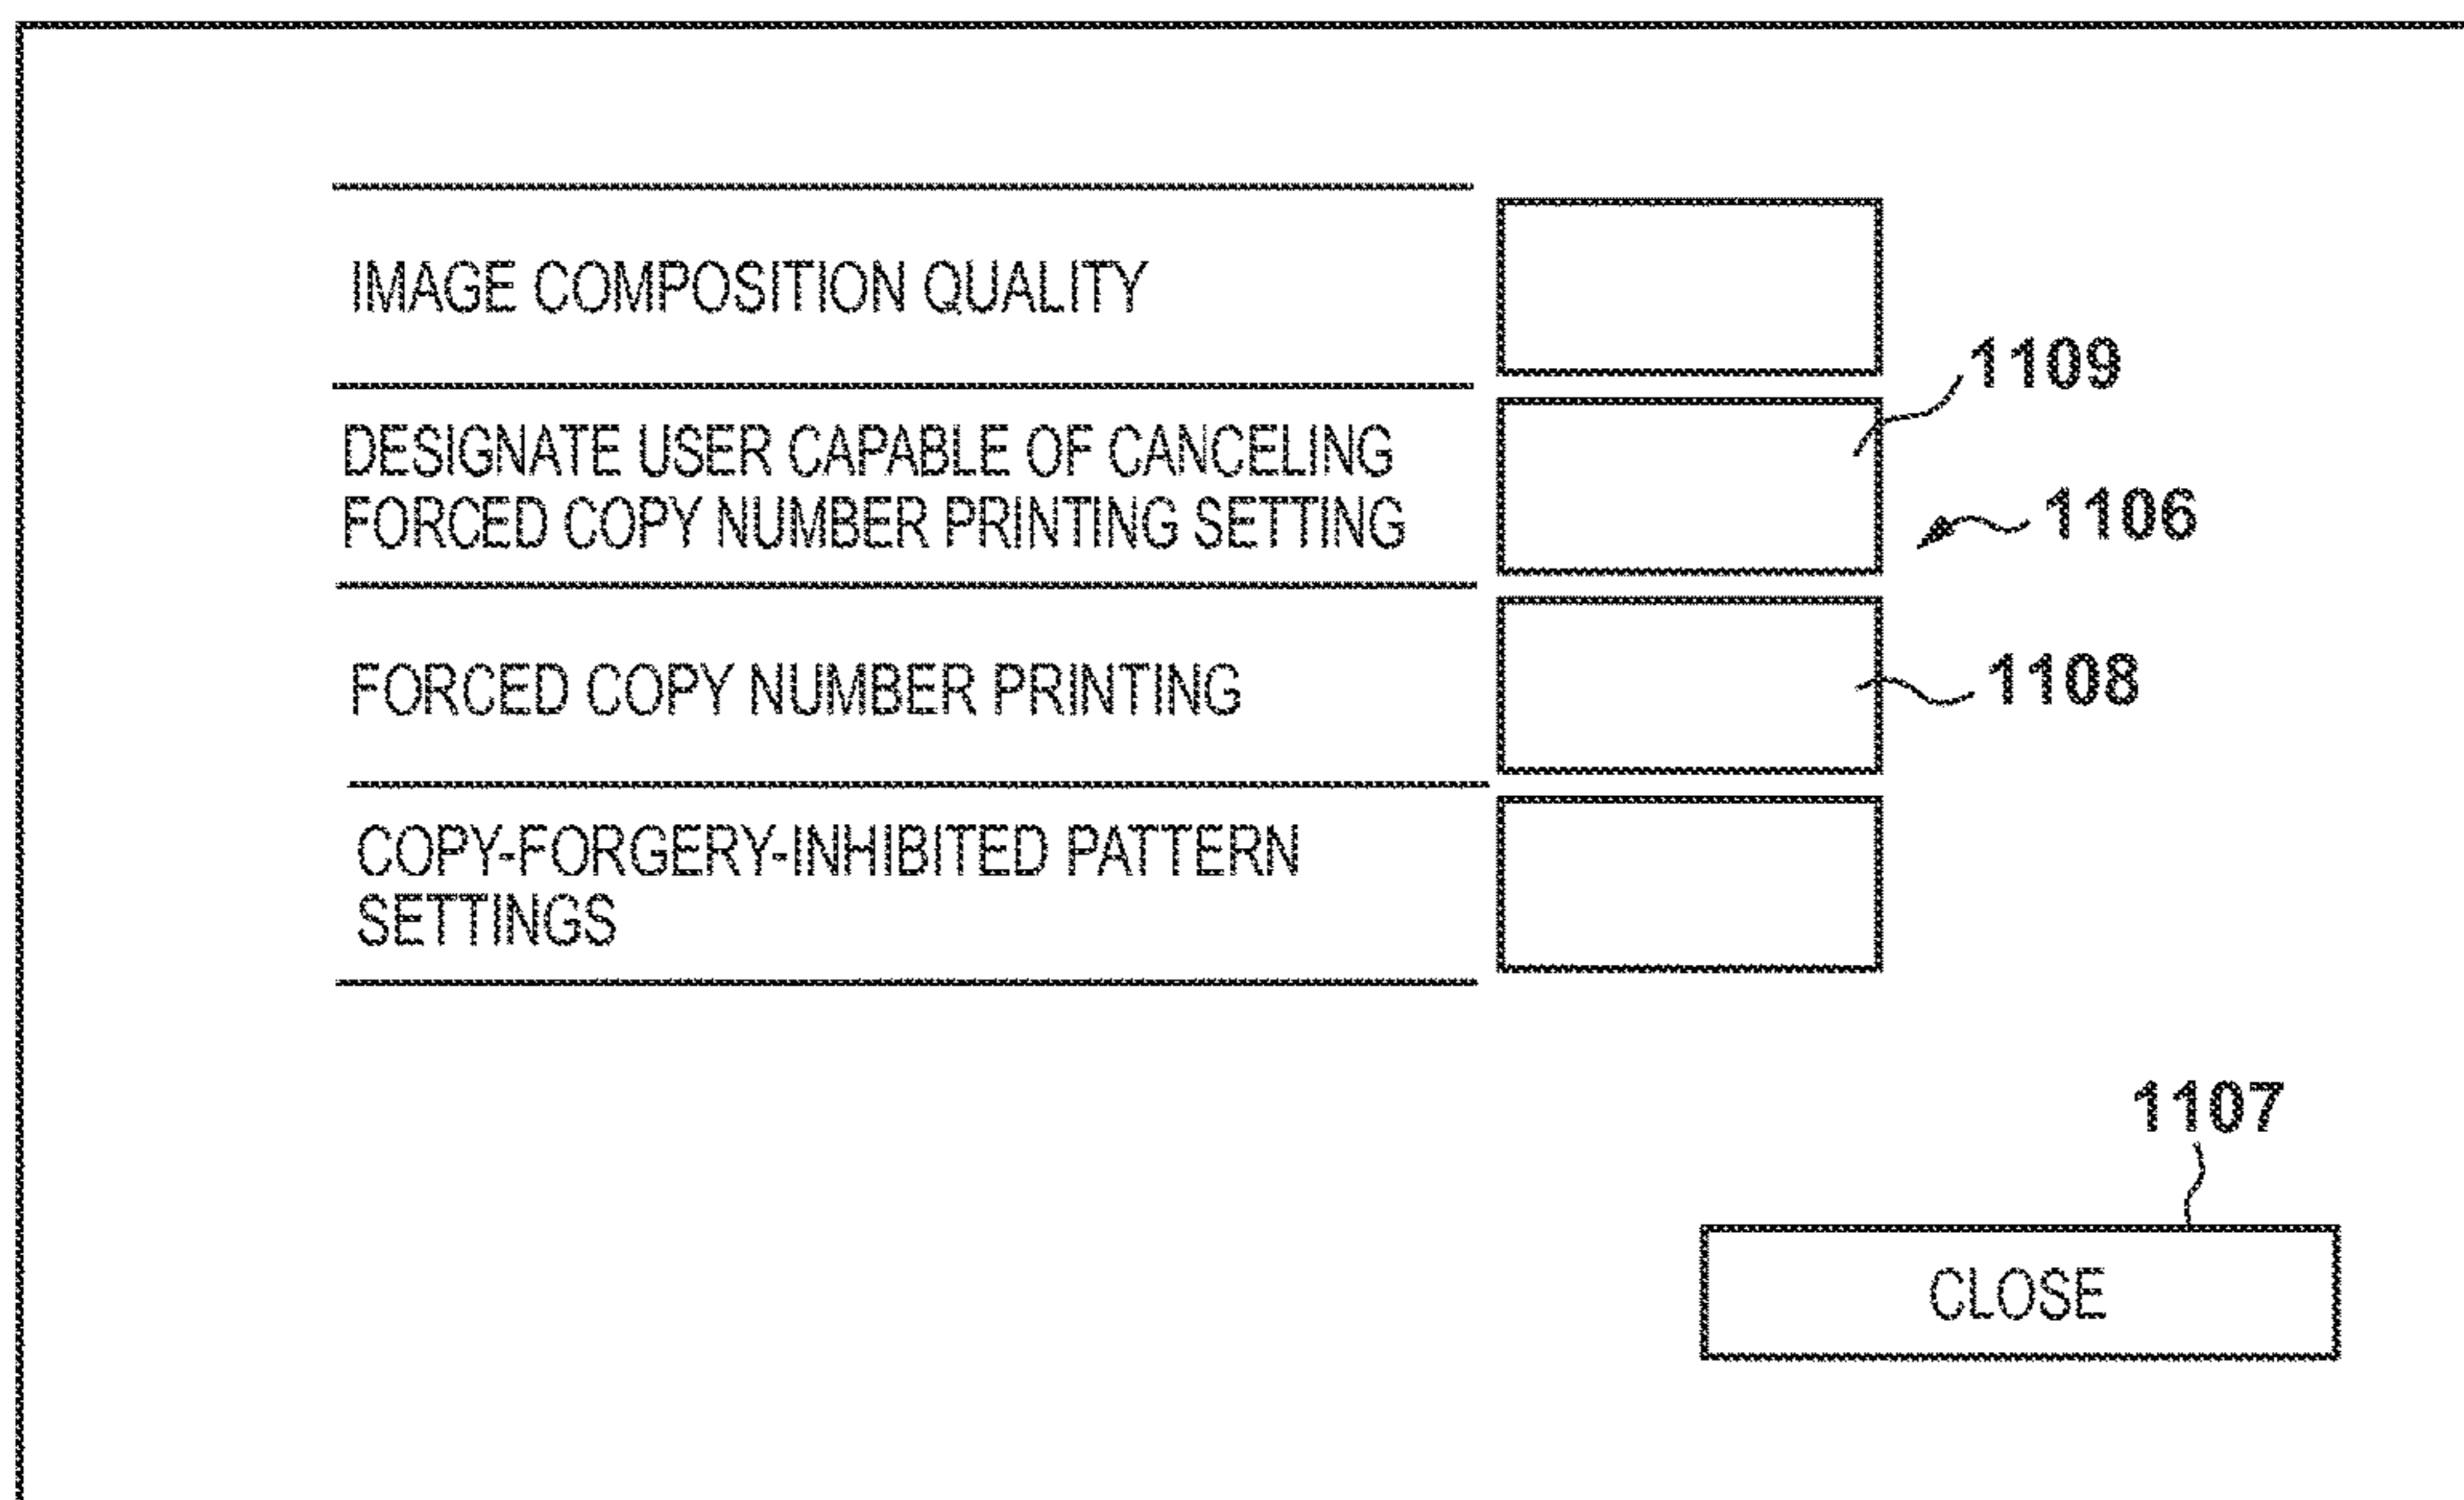 IMAGE COMPOSITION QUALITY
1109
DESIGNATE USER CAPABLE OF CANCELING
FORCED COPY NUMBER PRINTING SETTING
1106
FORCED COPY NUMBER PRINTING
1108
COPY-FORGERY-INHIBITED PATTERN
SETTINGS
1107
CLOSE